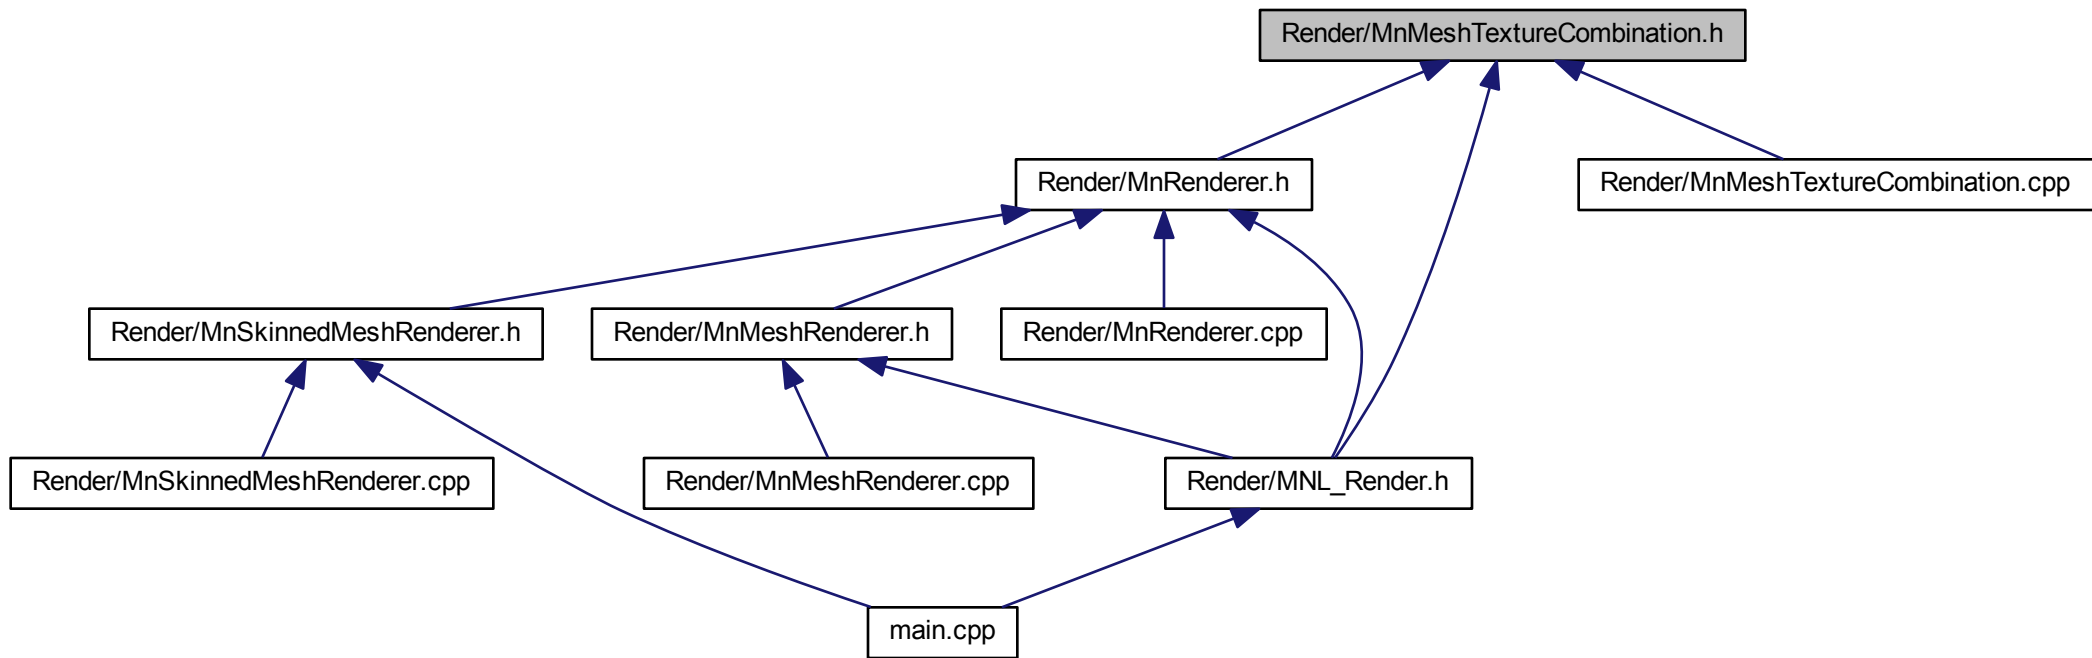 Render/MnMeshTextureCombination.h
Render/MnRenderer.h
Render/MnMeshTextureCombination.cpp
Render/MnSkinnedMeshRenderer.h
Render/MnMeshRenderer.h
Render/MnRenderer.cpp
Render/MnSkinnedMeshRenderer.cpp
Render/MnMeshRenderer.cpp
Render/MNL_Render.h
main.cpp